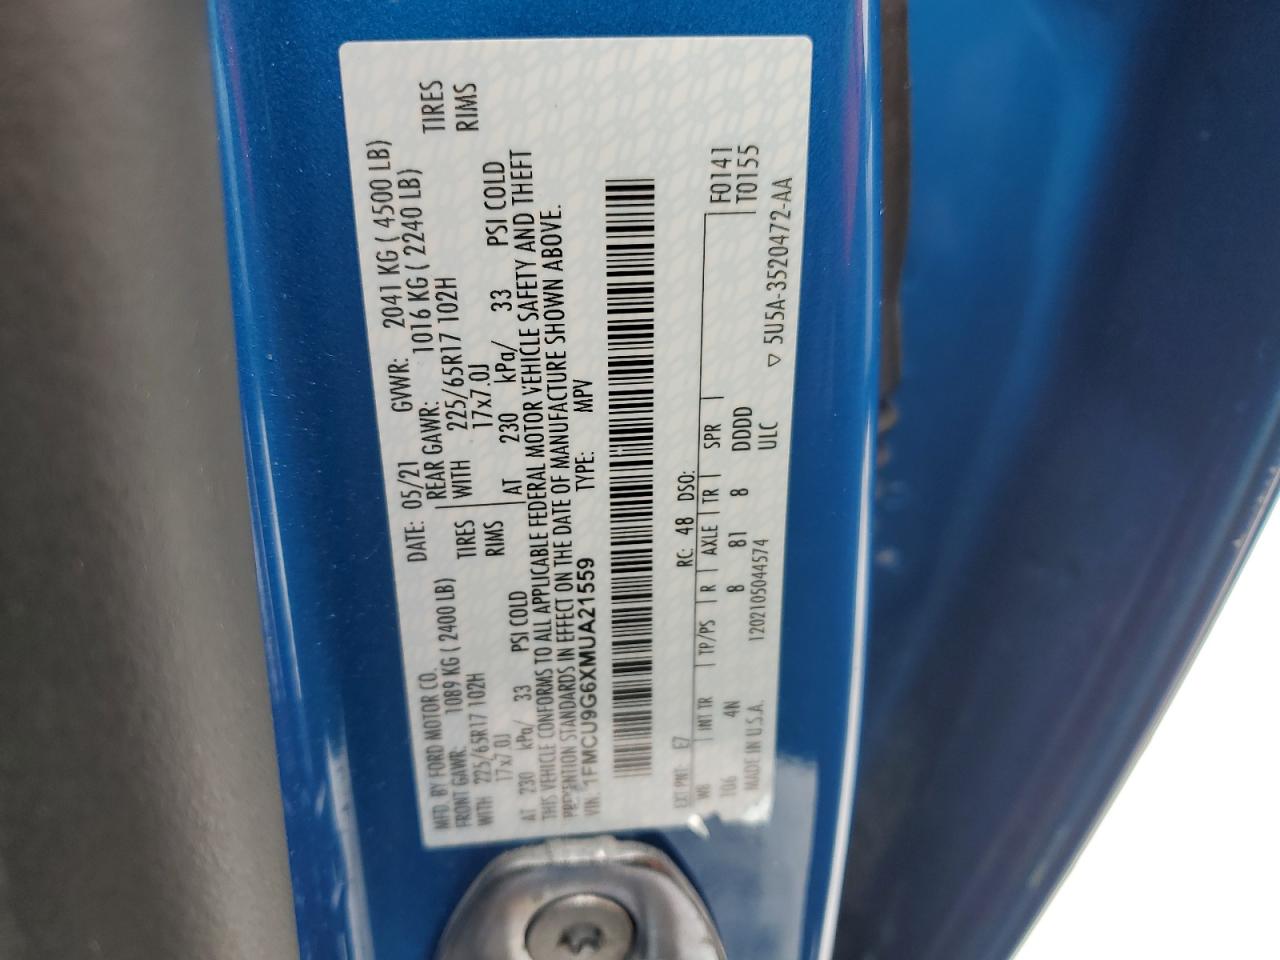 MFD. BY FORD MOTOR CO.
DATE: 05/21 GVWR: 2041 KG ( 4500 LB)
FRONT GAWR: 1089 KG ( 2400 LB) REAR GAWR: 1016 KG ( 2240 LB)
WITH 225/65R17 102H TIRES WITH 225/65R17 102H TIRES
17x7.0J RIMS 17x7.0J RIMS
AT 230 kPa/ 33 PSI COLD AT 230 kPa/ 33 PSI COLD
THIS VEHICLE CONFORMS TO ALL APPLICABLE FEDERAL MOTOR VEHICLE SAFETY AND THEFT
PREVENTION STANDARDS IN EFFECT ON THE DATE OF MANUFACTURE SHOWN ABOVE.
VIN: 1FMCU9G6XMUA21559 TYPE: MPV
EXT PNT: E7 RC: 48 DSO:
WB INT TR TP/PS R AXLE TR SPR F0141
106 4N 8 81 8 DDDD T0155
MADE IN U.S.A. 120210504574 ULC
▽ 5U5A-3520472-AA